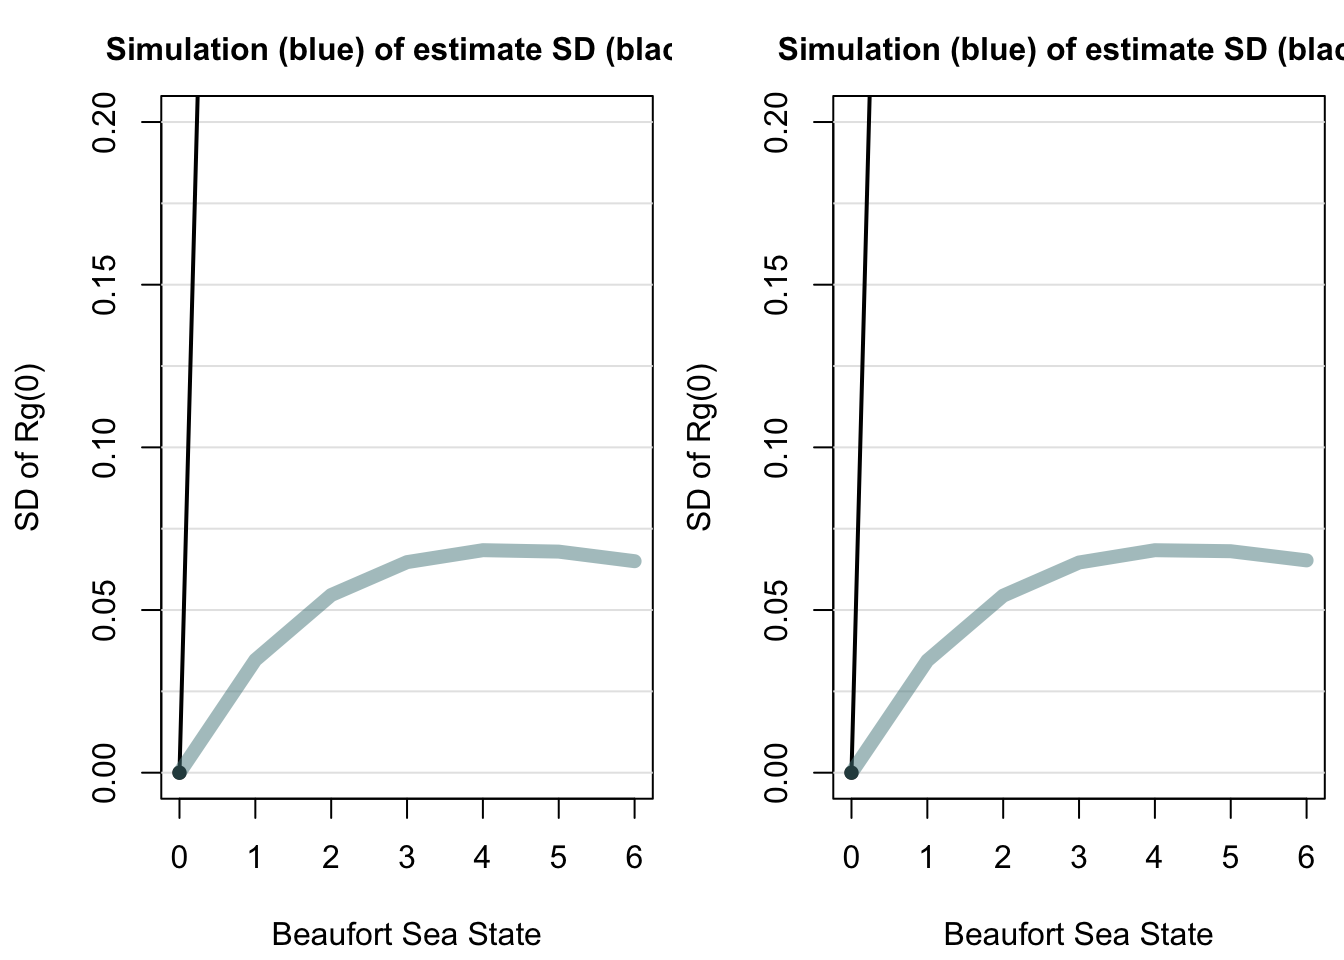 Simulation (blue) of estimate SD (blac
SD of Rg(0)
0.20
0.15
0.10
0.05
0.00
0 1 2 3 4 5 6
Beaufort Sea State
Simulation (blue) of estimate SD (blac
SD of Rg(0)
0.20
0.15
0.10
0.05
0.00
0 1 2 3 4 5 6
Beaufort Sea State